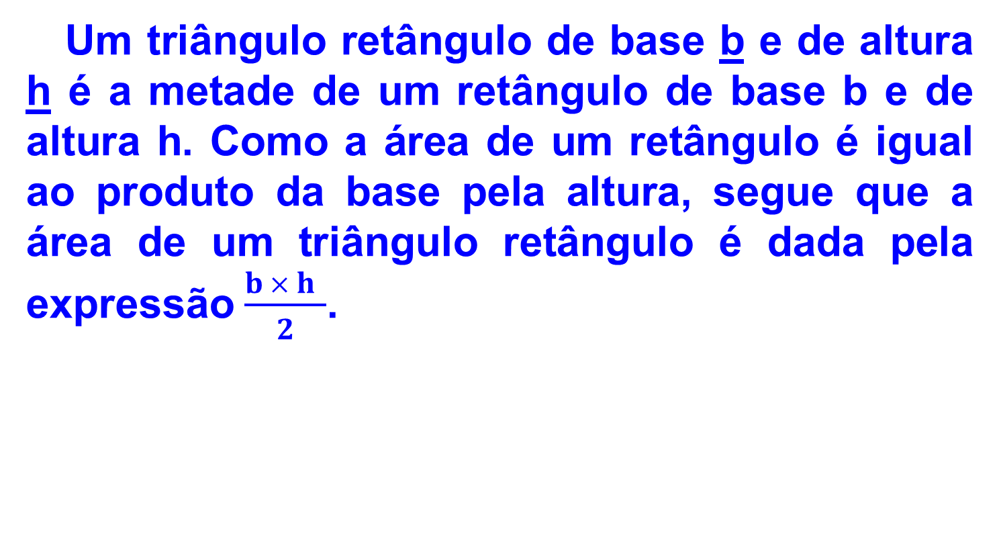 Um triângulo retângulo de base b e de altura
h é a metade de um retângulo de base b e de
altura h. Como a área de um retângulo é igual
ao produto da base pela altura, segue que a
área de um triângulo retângulo é dada pela
expressão b × h / 2.